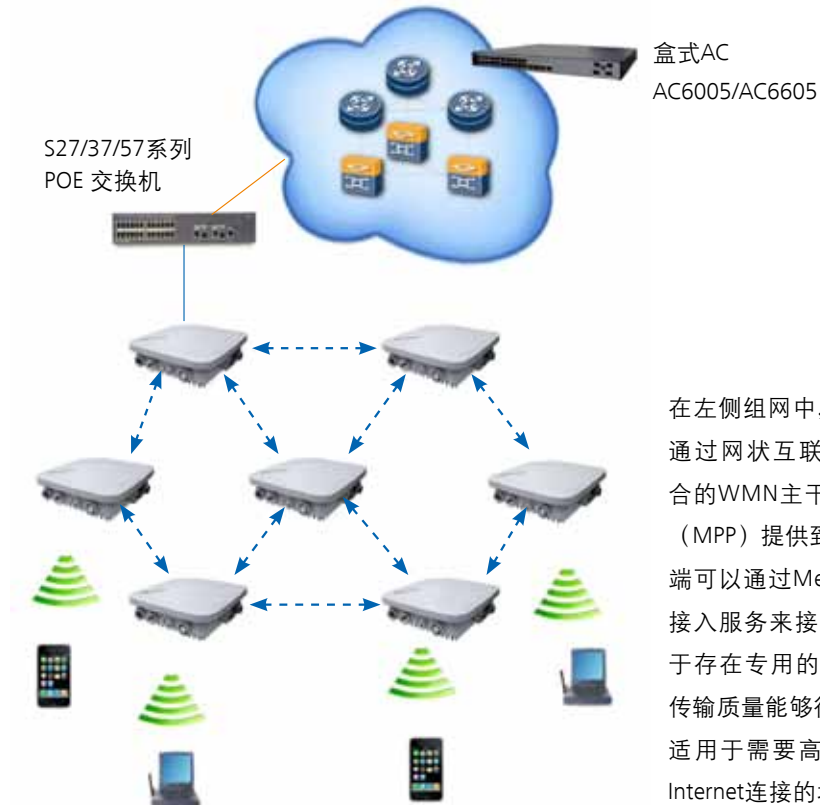 盒式AC
AC6005/AC6605
S27/37/57系列
POE 交换机
在左侧组网中,
通过网状互联
合的WMN主干
（MPP）提供到
端可以通过Me
接入服务来接
于存在专用的
传输质量能够
适用于需要高
Internet连接的